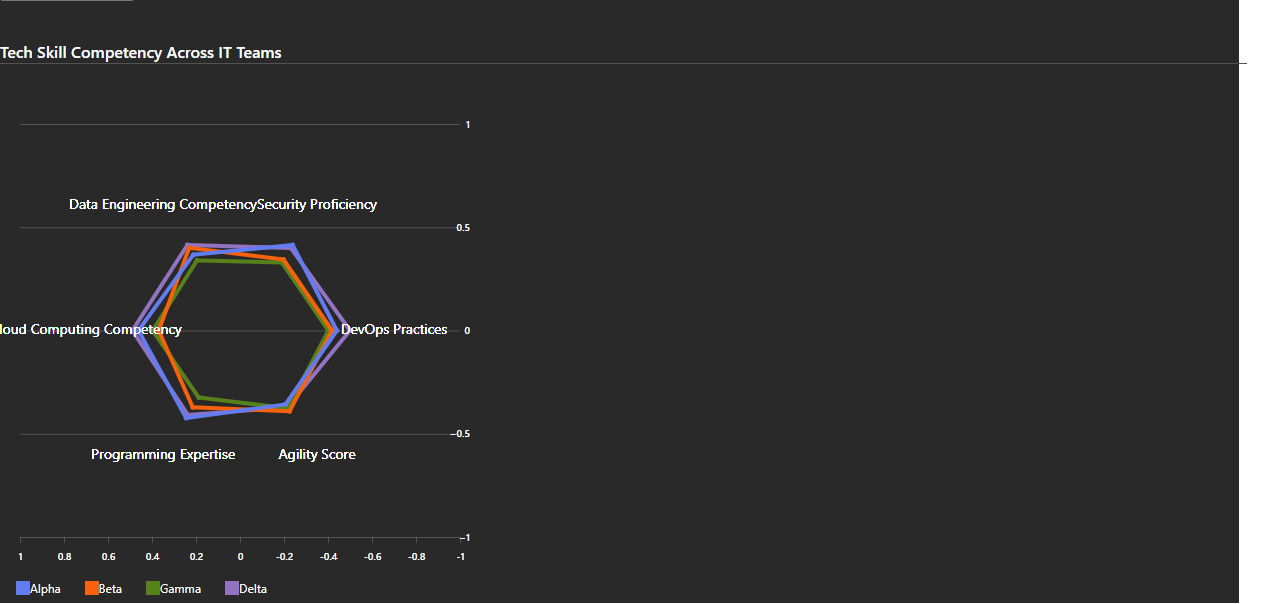 Tech Skill Competency Across IT Teams
1
Data Engineering Competency
Security Proficiency
0.5
loud Computing Competency
DevOps Practices
0
−0.5
Programming Expertise
Agility Score
−1
1 0.8 0.6 0.4 0.2 0 -0.2 -0.4 -0.6 -0.8 -1
Alpha Beta Gamma Delta